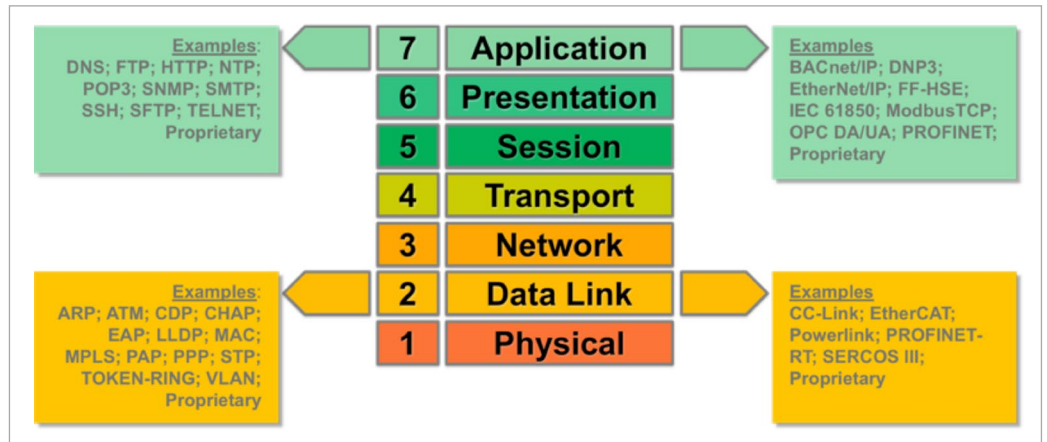 Examples:
DNS; FTP; HTTP; NTP;
POP3; SNMP; SMTP;
SSH; SFTP; TELNET;
Proprietary
7 Application
6 Presentation
5 Session
4 Transport
3 Network
2 Data Link
1 Physical
Examples
BACnet/IP; DNP3;
EtherNet/IP; FF-HSE;
IEC 61850; ModbusTCP;
OPC DA/UA; PROFINET;
Proprietary
Examples:
ARP; ATM; CDP; CHAP;
EAP; LLDP; MAC;
MPLS; PAP; PPP; STP;
TOKEN-RING; VLAN;
Proprietary
Examples
CC-Link; EtherCAT;
Powerlink; PROFINET-
RT; SERCOS III;
Proprietary